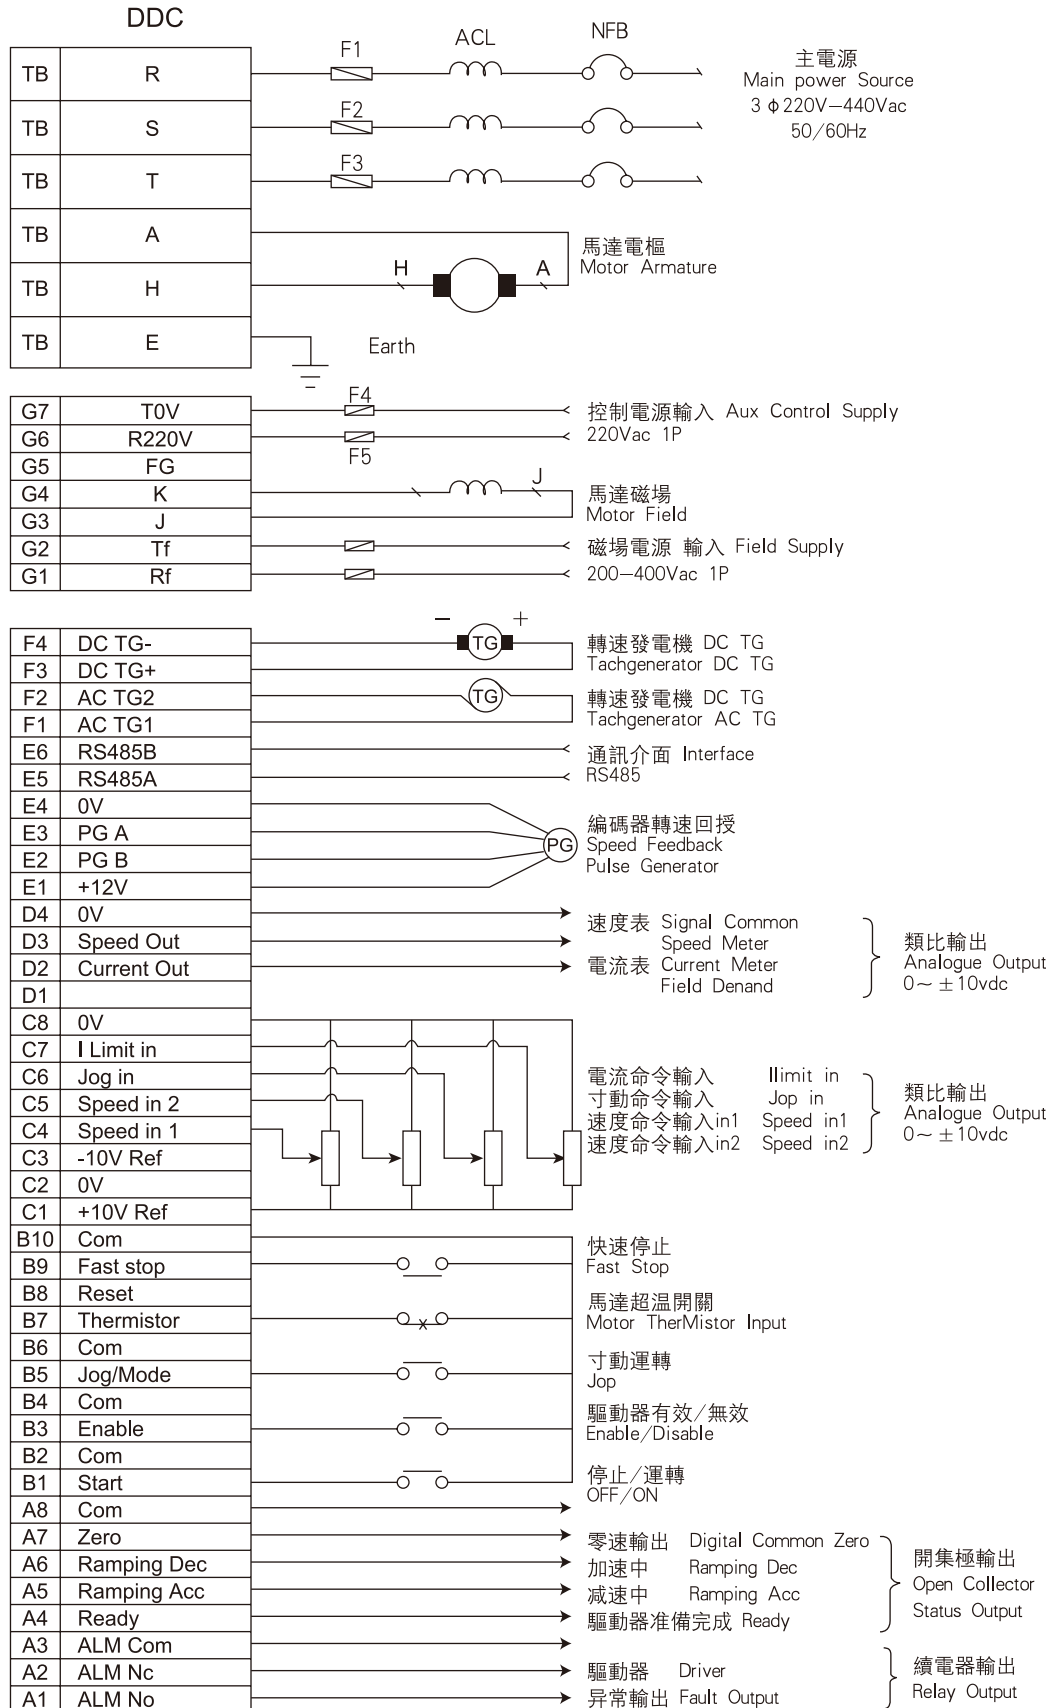 DDC
TB R
TB S
TB T
TB A
TB H
TB E
F1 ACL NFB
F2
F3
主電源
Main power Source
3 ф220V—440Vac
50/60Hz
H A
馬達電樞
Motor Armature
Earth
G7 T0V
G6 R220V
G5 FG
G4 K
G3 J
G2 Tf
G1 Rf
F4
F5
控制電源輸入 Aux Control Supply
220Vac 1P
J
馬達磁場
Motor Field
磁場電源 輸入 Field Supply
200—400Vac 1P
F4 DC TG-
F3 DC TG+
F2 AC TG2
F1 AC TG1
E6 RS485B
E5 RS485A
E4 0V
E3 PG A
E2 PG B
E1 +12V
D4 0V
D3 Speed Out
D2 Current Out
D1
C8 0V
C7 I Limit in
C6 Jog in
C5 Speed in 2
C4 Speed in 1
C3 -10V Ref
C2 0V
C1 +10V Ref
B10 Com
B9 Fast stop
B8 Reset
B7 Thermistor
B6 Com
B5 Jog/Mode
B4 Com
B3 Enable
B2 Com
B1 Start
A8 Com
A7 Zero
A6 Ramping Dec
A5 Ramping Acc
A4 Ready
A3 ALM Com
A2 ALM Nc
A1 ALM No
− TG +
轉速發電機 DC TG
Tachgenerator DC TG
TG
轉速發電機 DC TG
Tachgenerator AC TG
通訊介面 Interface
RS485
PG
編碼器轉速回授
Speed Feedback
Pulse Generator
速度表 Signal Common
Speed Meter
電流表 Current Meter
Field Denand
類比輸出
Analogue Output
0~ ±10vdc
電流命令輸入 Ilimit in
寸動命令輸入 Jop in
速度命令輸入in1 Speed in1
速度命令輸入in2 Speed in2
類比輸出
Analogue Output
0~ ±10vdc
快速停止
Fast Stop
馬達超温開關
Motor TherMistor Input
x
寸動運轉
Jop
驅動器有效/無效
Enable/Disable
停止/運轉
OFF/ON
零速輸出 Digital Common Zero
加速中 Ramping Dec
减速中 Ramping Acc
驅動器准備完成 Ready
開集極輸出
Open Collector
Status Output
驅動器 Driver
异常輸出 Fault Output
續電器輸出
Relay Output